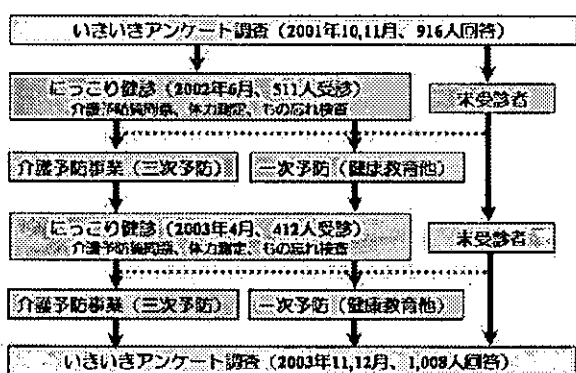 いきいきアンケート調査（2001年10,11月、916人回答）
にっこり健診（2002年6月、511人受診）
介護予防質問票、体力測定、もの忘れ検査
未受診者
介護予防事業（三次予防）
一次予防（健康教育他）
にっこり健診（2003年4月、412人受診）
介護予防質問票、体力測定、もの忘れ検査
未受診者
介護予防事業（三次予防）
一次予防（健康教育他）
いきいきアンケート調査（2003年11,12月、1,008人回答）